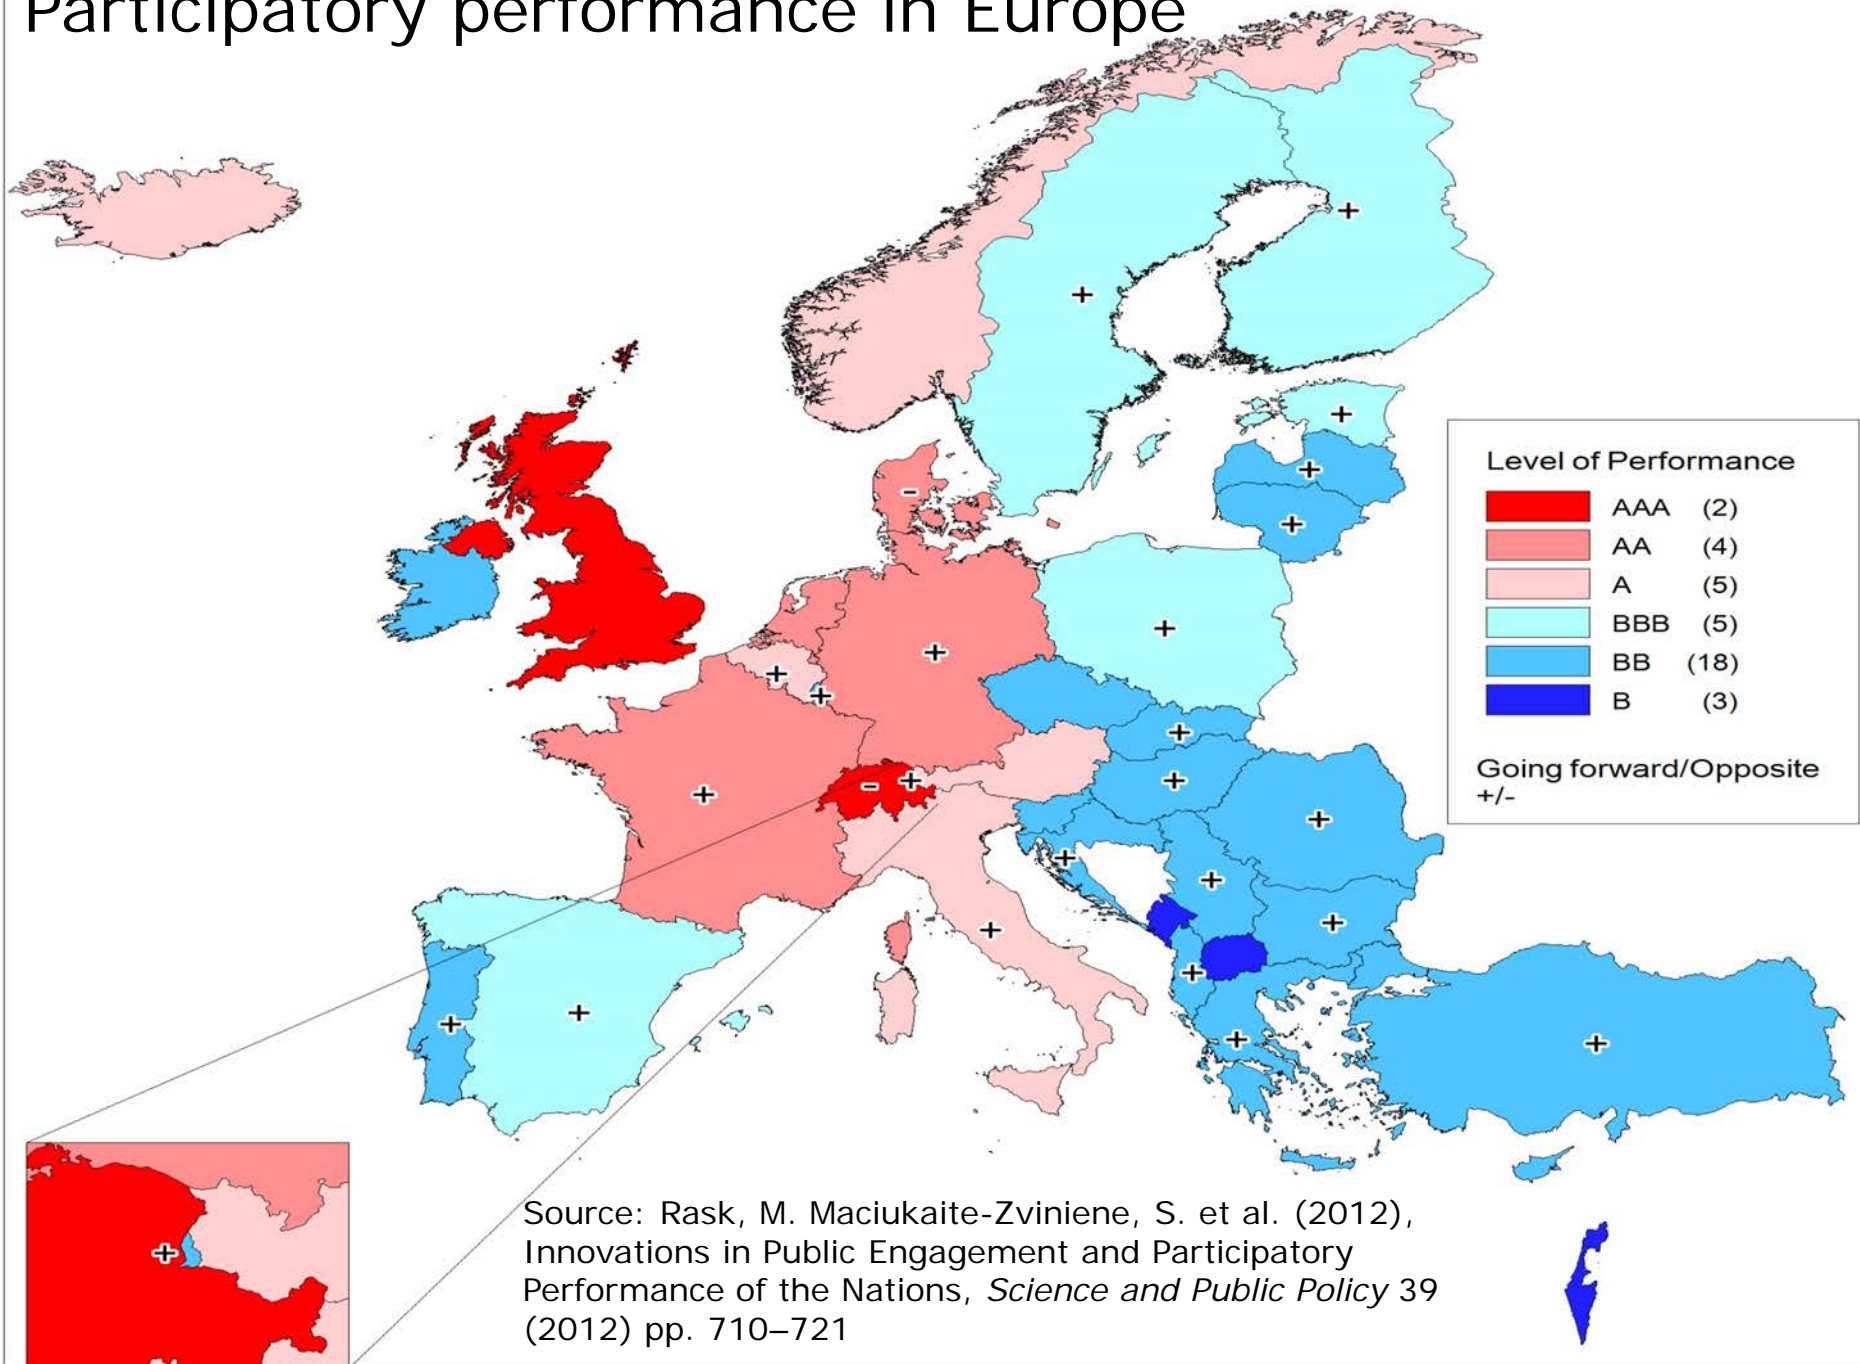 Participatory performance in Europe
Level of Performance
AAA (2)
AA (4)
A (5)
BBB (5)
BB (18)
B (3)
Going forward/Opposite
+/-
Source: Rask, M. Maciukaite-Zviniene, S. et al. (2012),
Innovations in Public Engagement and Participatory
Performance of the Nations, Science and Public Policy 39
(2012) pp. 710–721